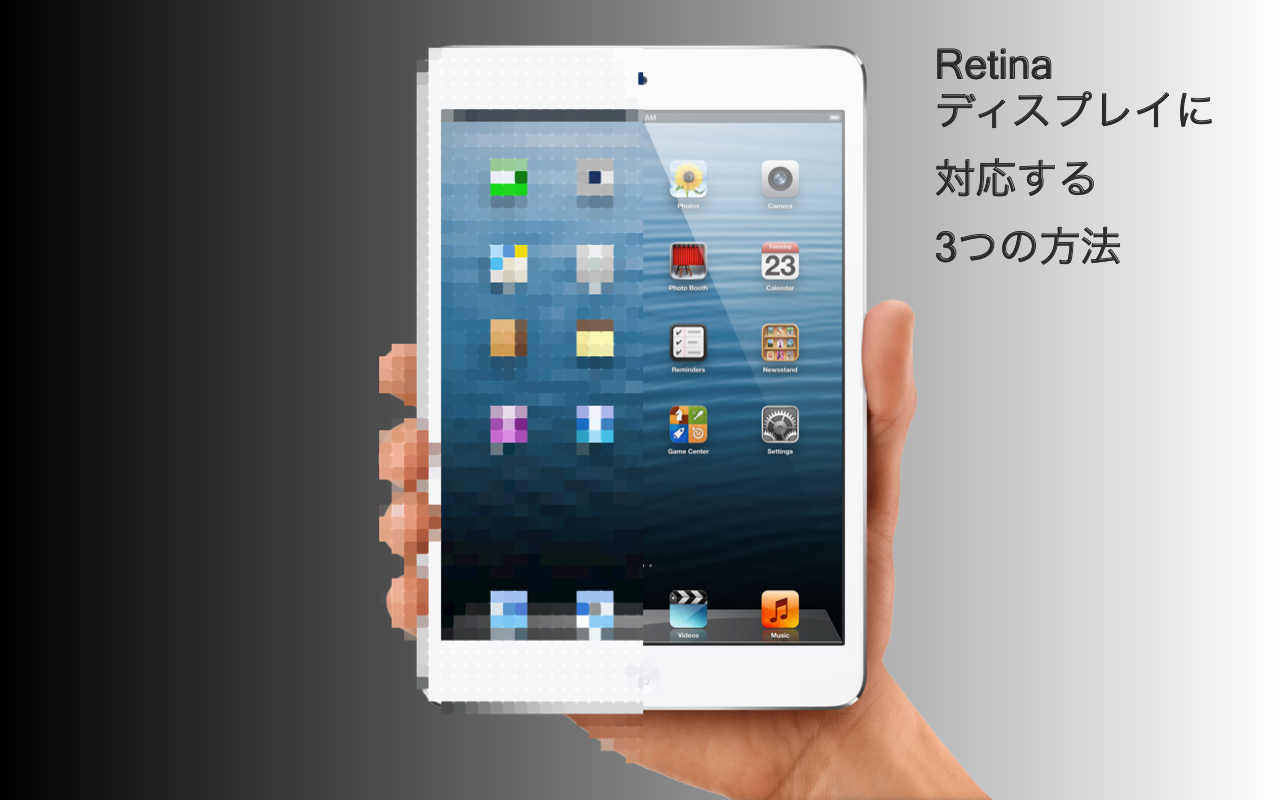 Retina
ディスプレイに
対応する
3つの方法
AM
Photos
Camera
Photo Booth
Tuesday
23
Calendar
Reminders
Newsstand
Game Center
Settings
Videos
Music